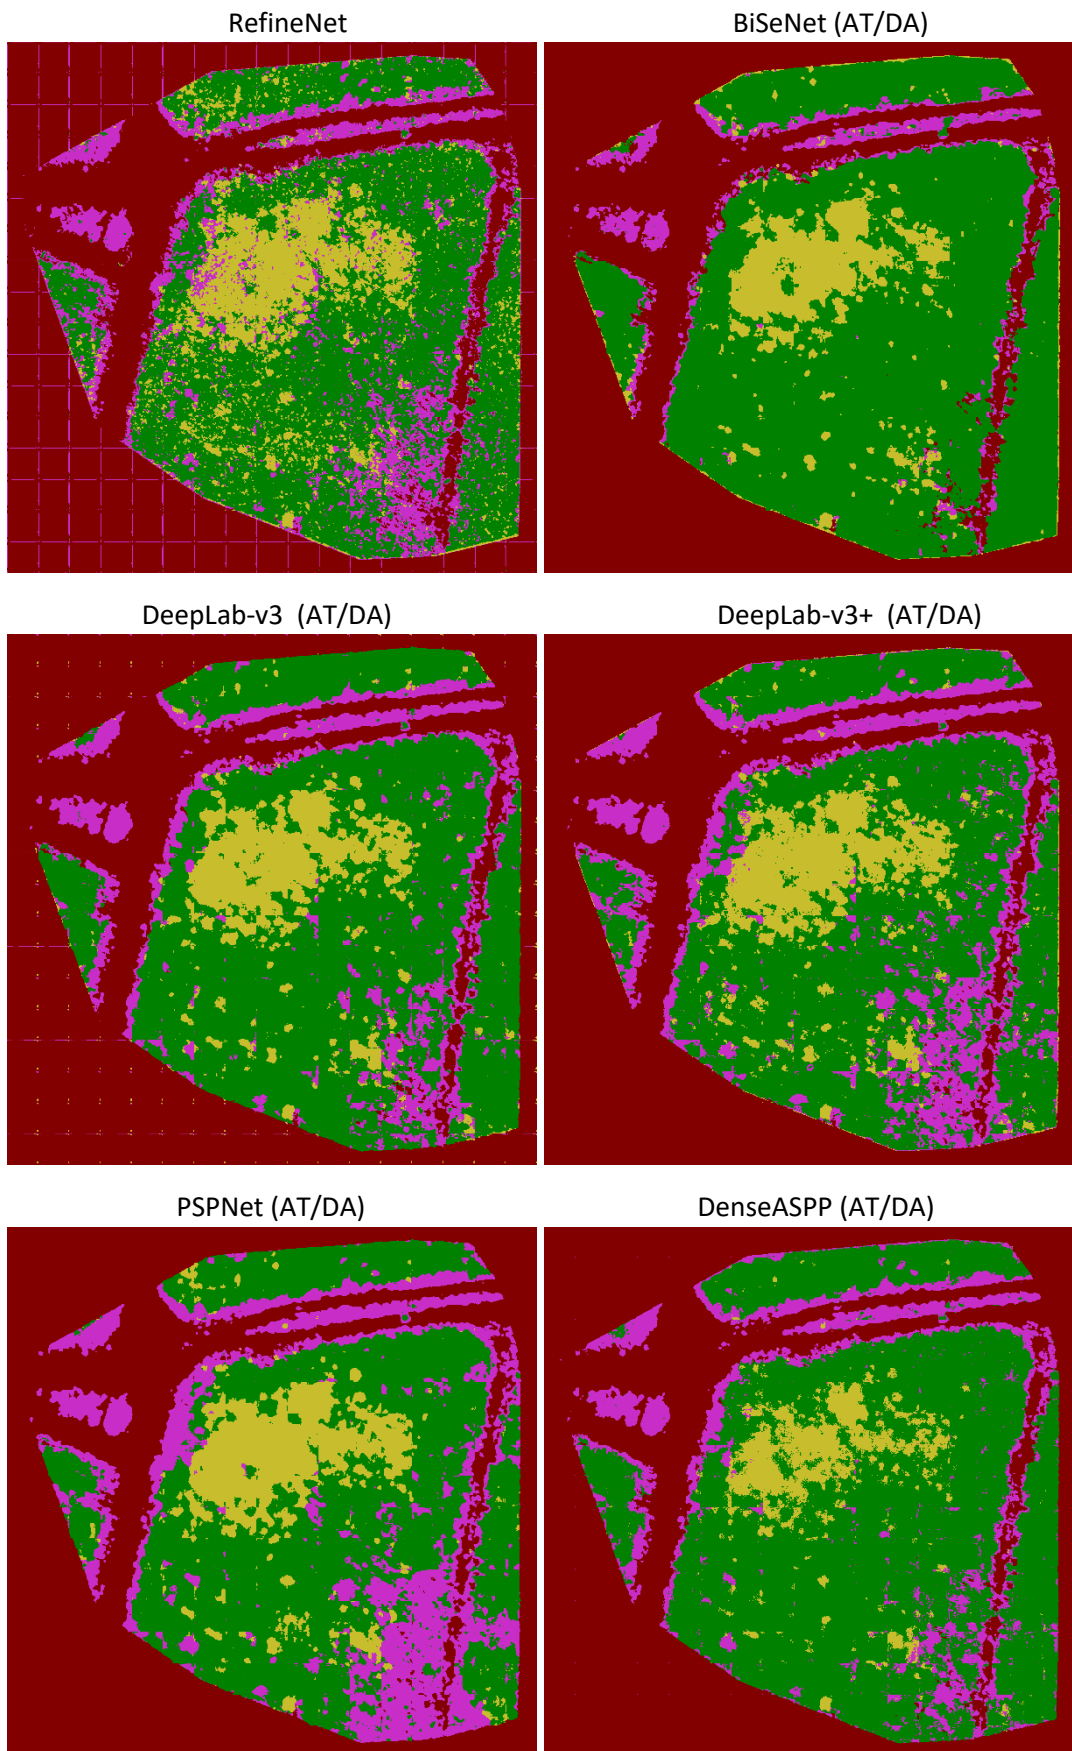 RefineNet
BiSeNet (AT/DA)
DeepLab-v3  (AT/DA)
DeepLab-v3+  (AT/DA)
PSPNet (AT/DA)
DenseASPP (AT/DA)